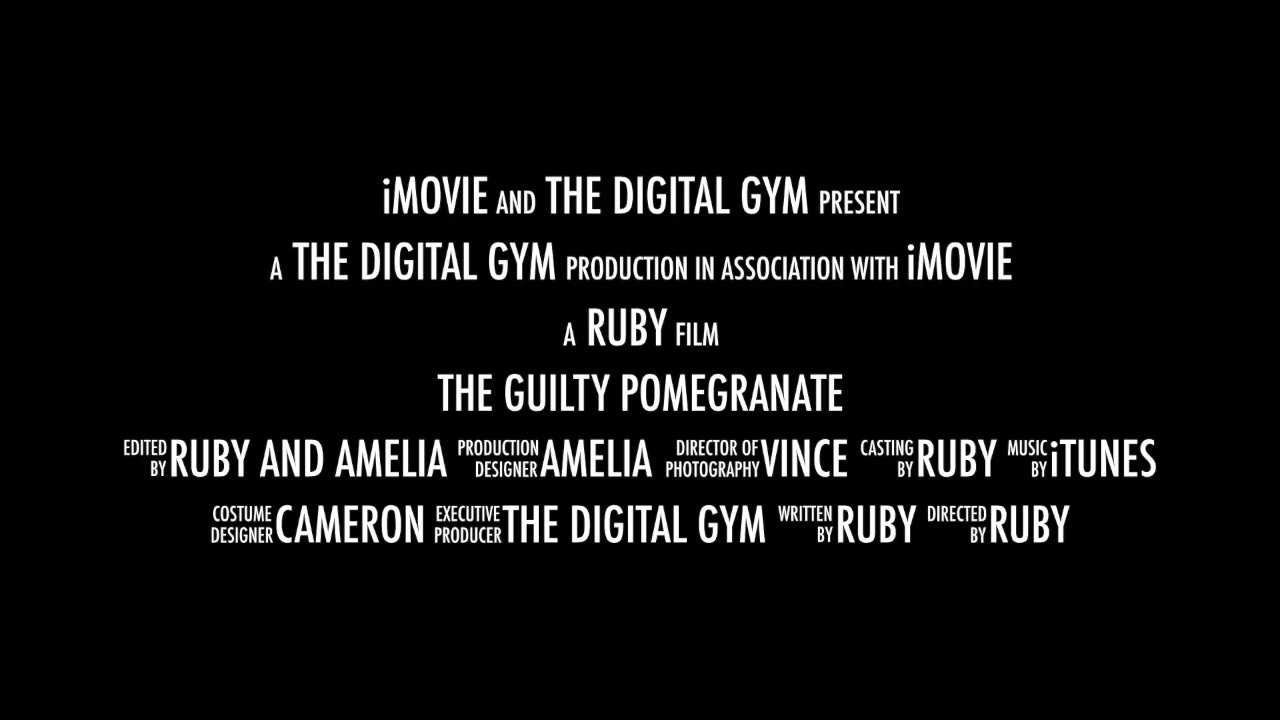 iMOVIE AND THE DIGITAL GYM PRESENT
A THE DIGITAL GYM PRODUCTION IN ASSOCIATION WITH iMOVIE
A RUBY FILM
THE GUILTY POMEGRANATE
EDITED BY RUBY AND AMELIA PRODUCTION DESIGNER AMELIA DIRECTOR OF PHOTOGRAPHY VINCE CASTING BY RUBY MUSIC BY iTUNES
COSTUME DESIGNER CAMERON EXECUTIVE PRODUCER THE DIGITAL GYM WRITTEN BY RUBY DIRECTED BY RUBY